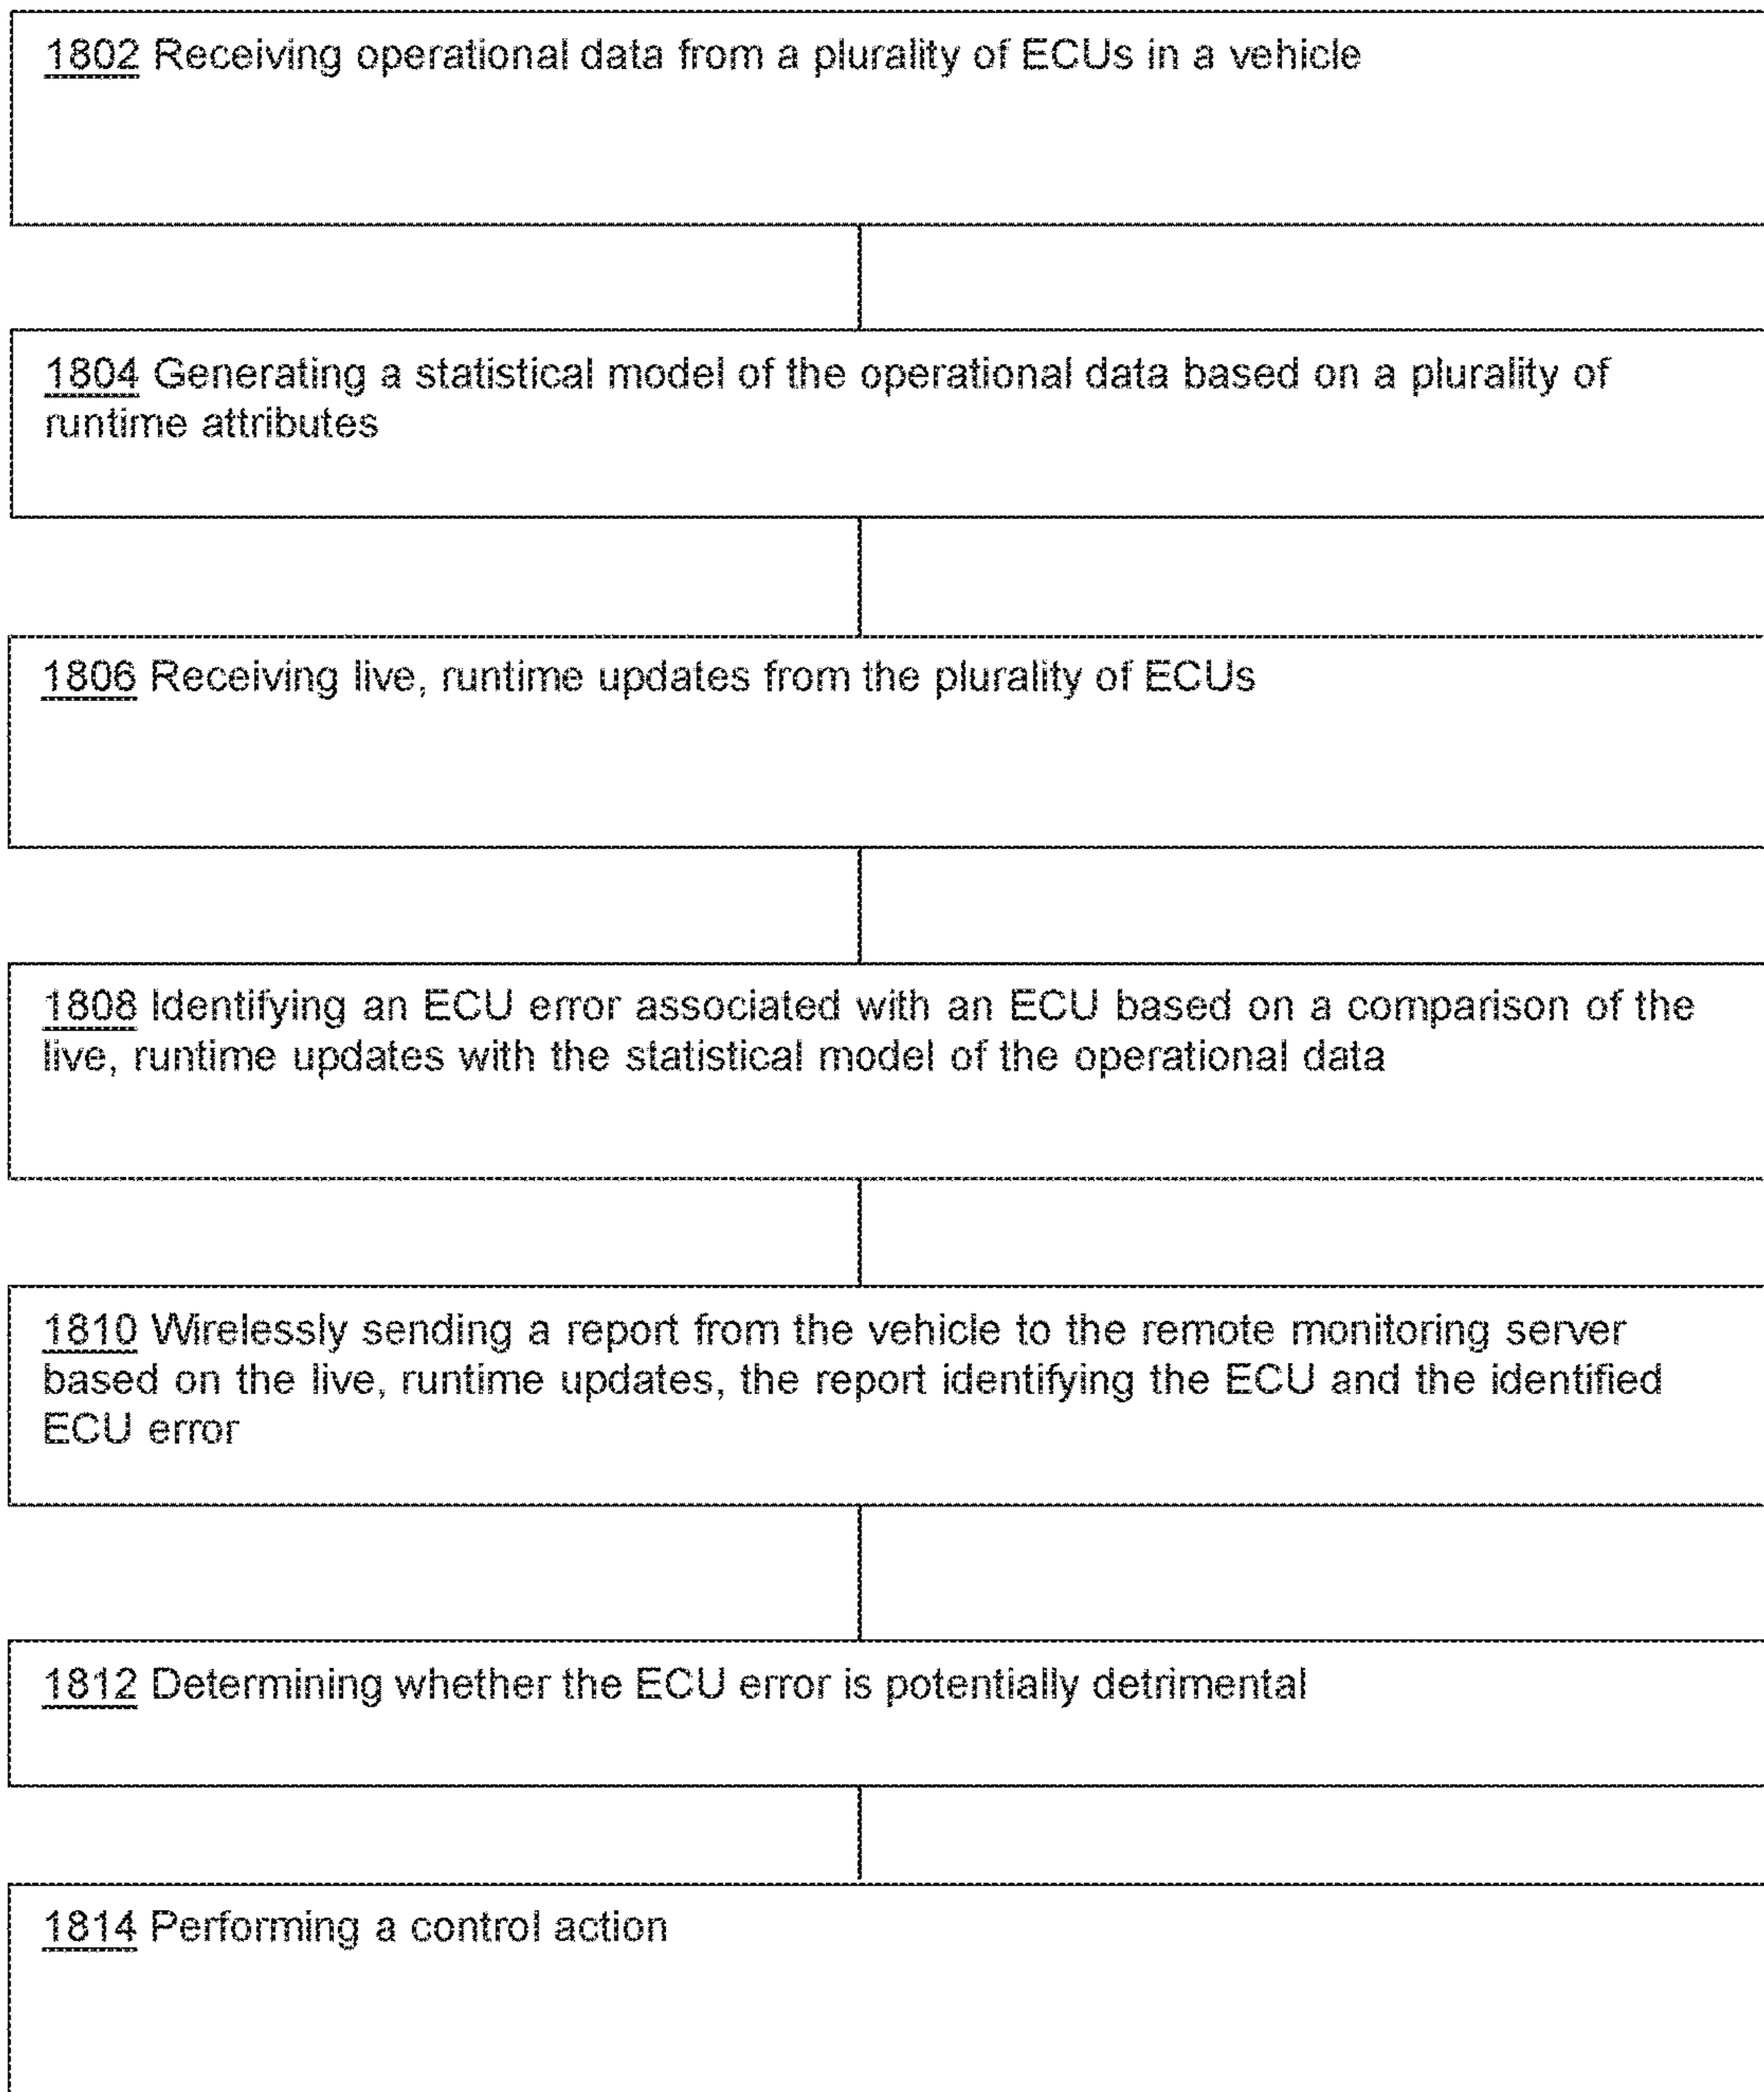 1802 Receiving operational data from a plurality of ECUs in a vehicle
1804 Generating a statistical model of the operational data based on a plurality of
runtime attributes
1806 Receiving live, runtime updates from the plurality of ECUs
1808 Identifying an ECU error associated with an ECU based on a comparison of the
live, runtime updates with the statistical model of the operational data
1810 Wirelessly sending a report from the vehicle to the remote monitoring server
based on the live, runtime updates, the report identifying the ECU and the identified
ECU error
1812 Determining whether the ECU error is potentially detrimental
1814 Performing a control action